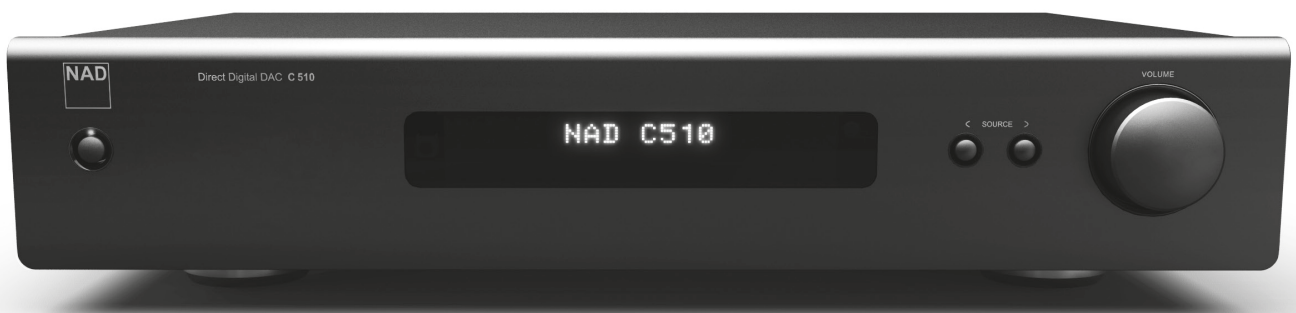 NAD
Direct Digital DAC C 510
NAD C510
< SOURCE >
VOLUME